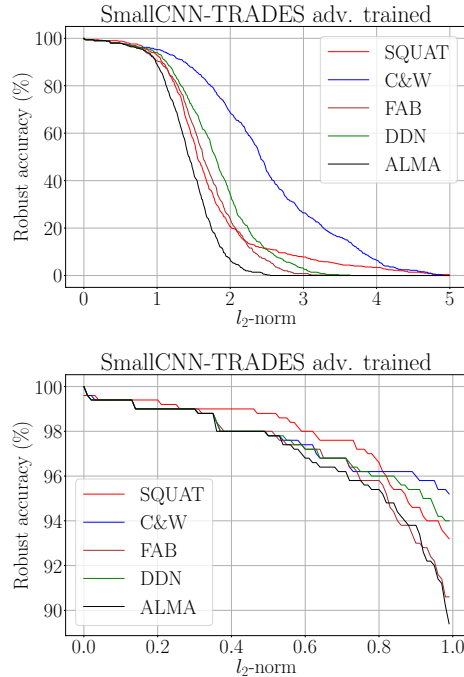 SmallCNN-TRADES adv. trained
Robust accuracy (%)
100
80
60
40
20
0
SQUAT
C&W
FAB
DDN
ALMA
0 1 2 3 4 5
l₂-norm
SmallCNN-TRADES adv. trained
Robust accuracy (%)
100
98
96
94
92
90
SQUAT
C&W
FAB
DDN
ALMA
0.0 0.2 0.4 0.6 0.8 1.0
l₂-norm